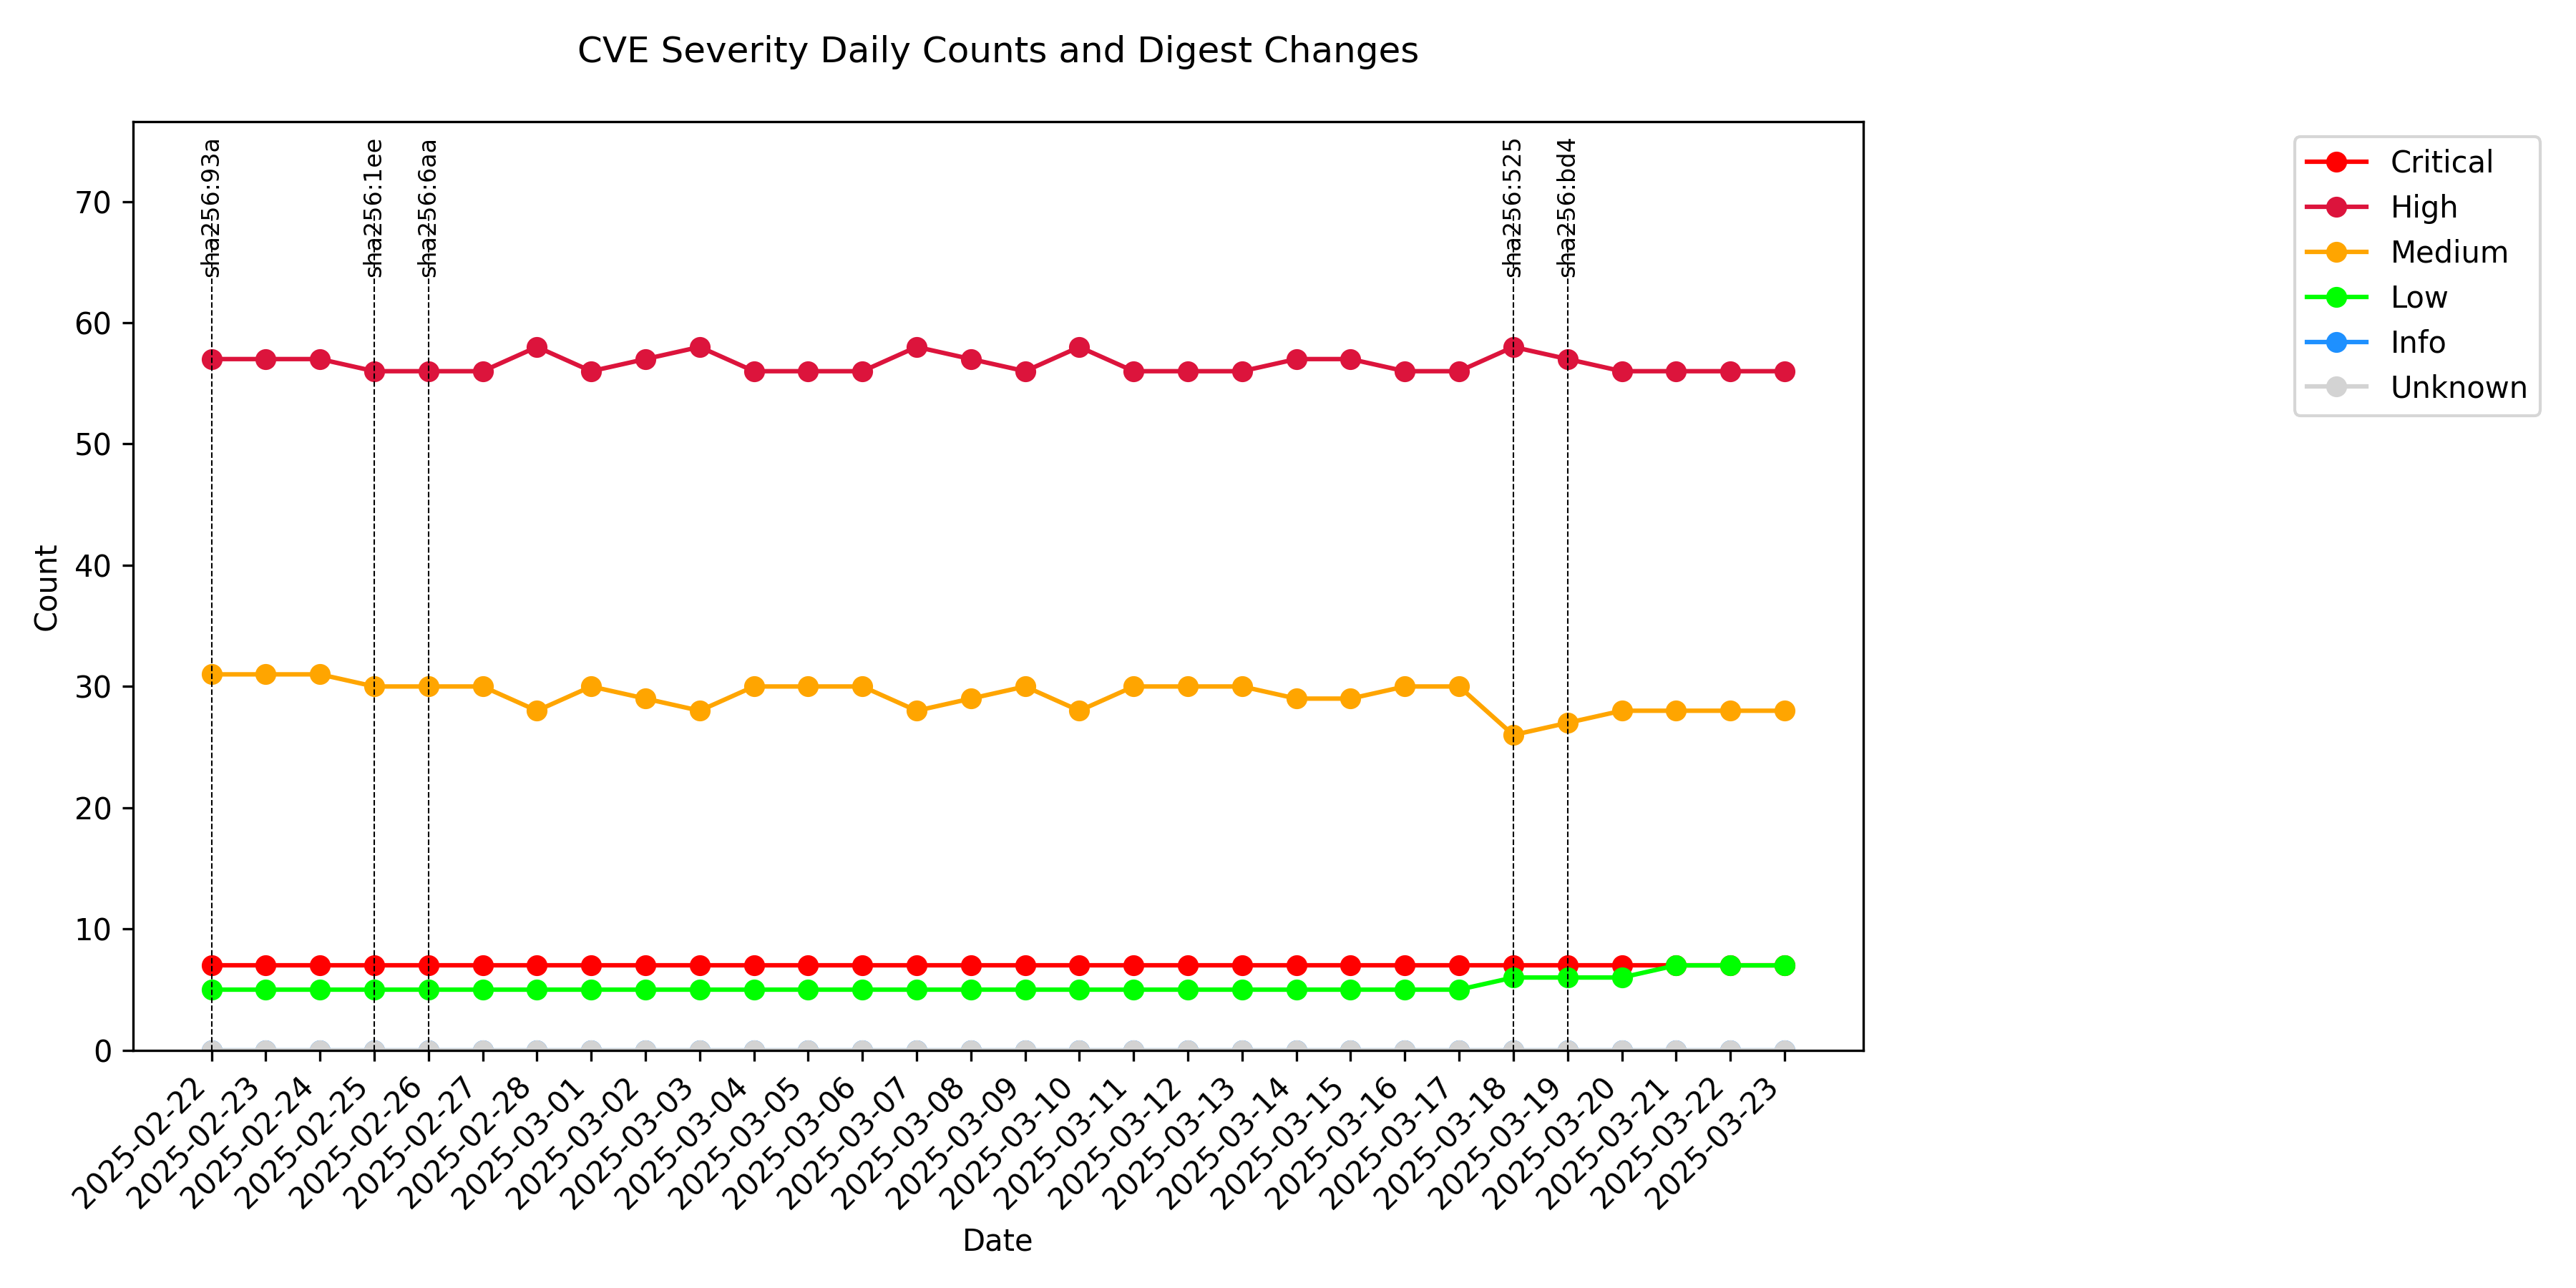 CVE Severity Daily Counts and Digest Changes
sha256:93a
sha256:1ee
sha256:6aa
sha256:525
sha256:bd4
Critical
High
Medium
Low
Info
Unknown
70
60
50
40
30
20
10
0
Count
2025-02-22
2025-02-23
2025-02-24
2025-02-25
2025-02-26
2025-02-27
2025-02-28
2025-03-01
2025-03-02
2025-03-03
2025-03-04
2025-03-05
2025-03-06
2025-03-07
2025-03-08
2025-03-09
2025-03-10
2025-03-11
2025-03-12
2025-03-13
2025-03-14
2025-03-15
2025-03-16
2025-03-17
2025-03-18
2025-03-19
2025-03-20
2025-03-21
2025-03-22
2025-03-23
Date